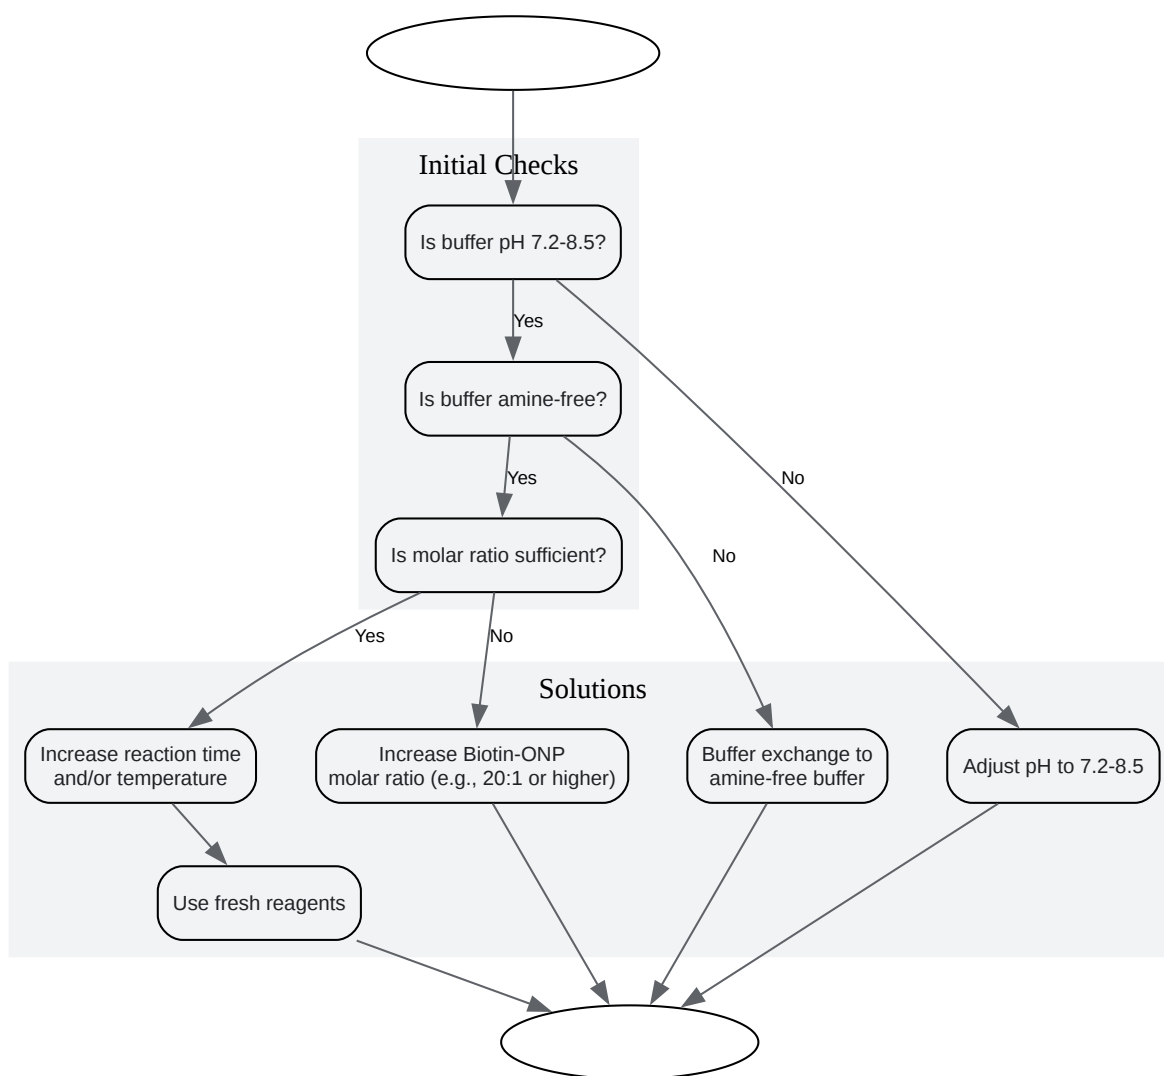 Initial Checks
Is buffer pH 7.2-8.5?
Yes
Is buffer amine-free?
Yes
No
Is molar ratio sufficient?
No
Yes
No
Solutions
Increase reaction time
and/or temperature
Increase Biotin-ONP
molar ratio (e.g., 20:1 or higher)
Buffer exchange to
amine-free buffer
Adjust pH to 7.2-8.5
Use fresh reagents